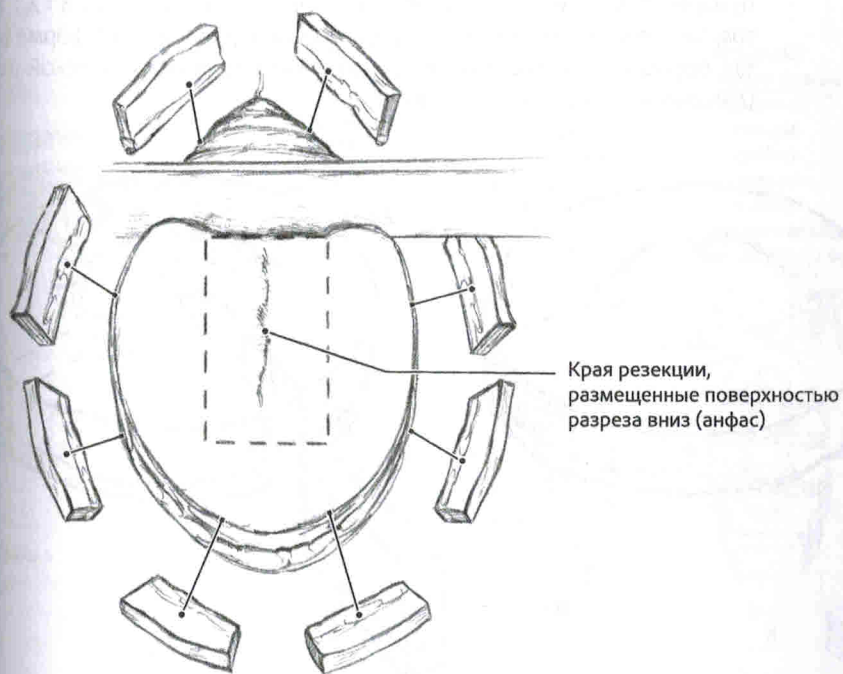 Края резекции,
размещенные поверхностью
разреза вниз (анфас)